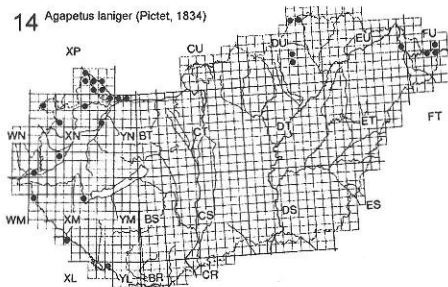 14 Agapetus laniger (Pictet, 1834)
XP CU DU EU FU
WN XN YN BT CT DT ET FT
WM XM YM BS CS DS ES
XL YL BR CR